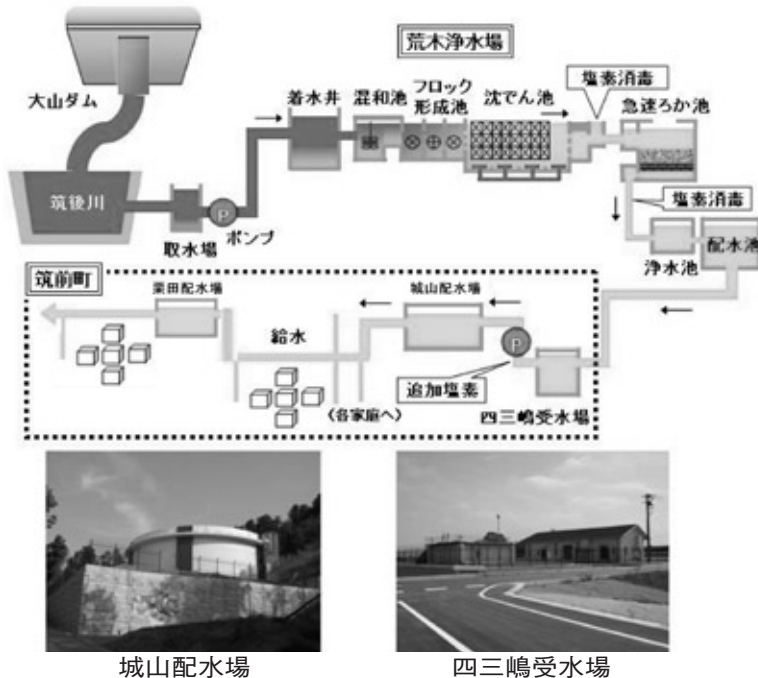 荒木浄水場
大山ダム
着水井
混和池
フロック
形成池
沈でん池
塩素消毒
急速ろか池
筑後川
取水場
P
ポンプ
塩素消毒
浄水池
配水池
筑前町
栗田配水場
給水
城山配水場
P
追加塩素
(各家庭へ)
四三嶋受水場
城山配水場
四三嶋受水場